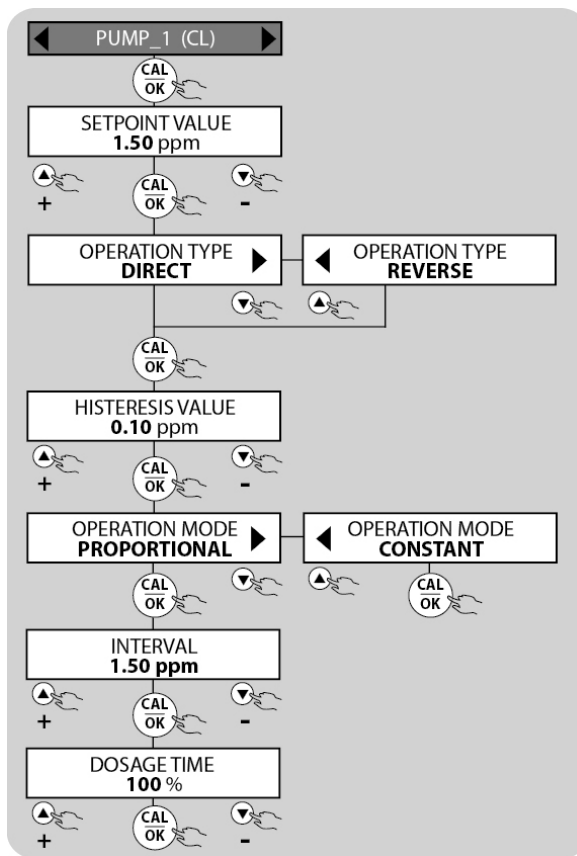 PUMP_1 (CL)
CAL
OK
SETPOINT VALUE
1.50 ppm
+
CAL
OK
-
OPERATION TYPE
DIRECT
OPERATION TYPE
REVERSE
CAL
OK
HISTERESIS VALUE
0.10 ppm
+
CAL
OK
-
OPERATION MODE
PROPORTIONAL
OPERATION MODE
CONSTANT
CAL
OK
CAL
OK
INTERVAL
1.50 ppm
+
CAL
OK
-
DOSAGE TIME
100 %
+
CAL
OK
-